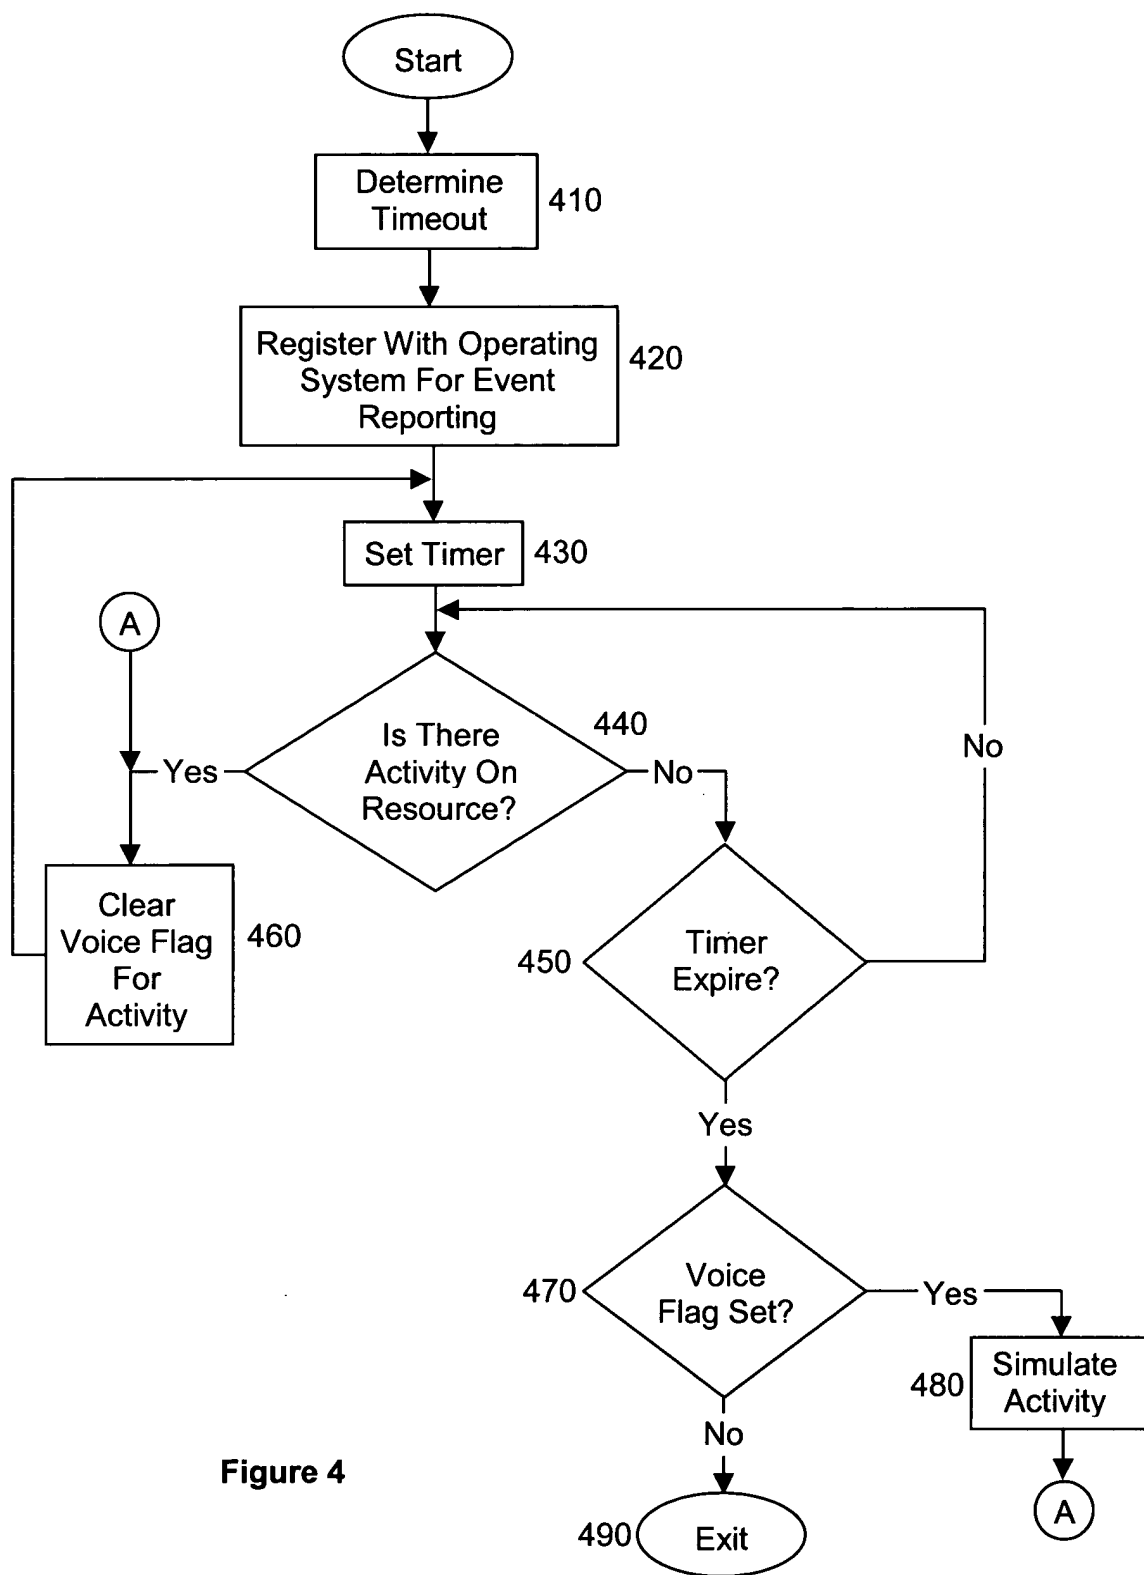 Start
Determine
Timeout
410
Register With Operating
System For Event
Reporting
420
Set Timer
430
A
Is There
Activity On
Resource?
440
Yes
No
No
Clear
Voice Flag
For
Activity
460
Timer
Expire?
450
Yes
Voice
Flag Set?
470
Yes
Simulate
Activity
480
No
A
Exit
490
Figure 4